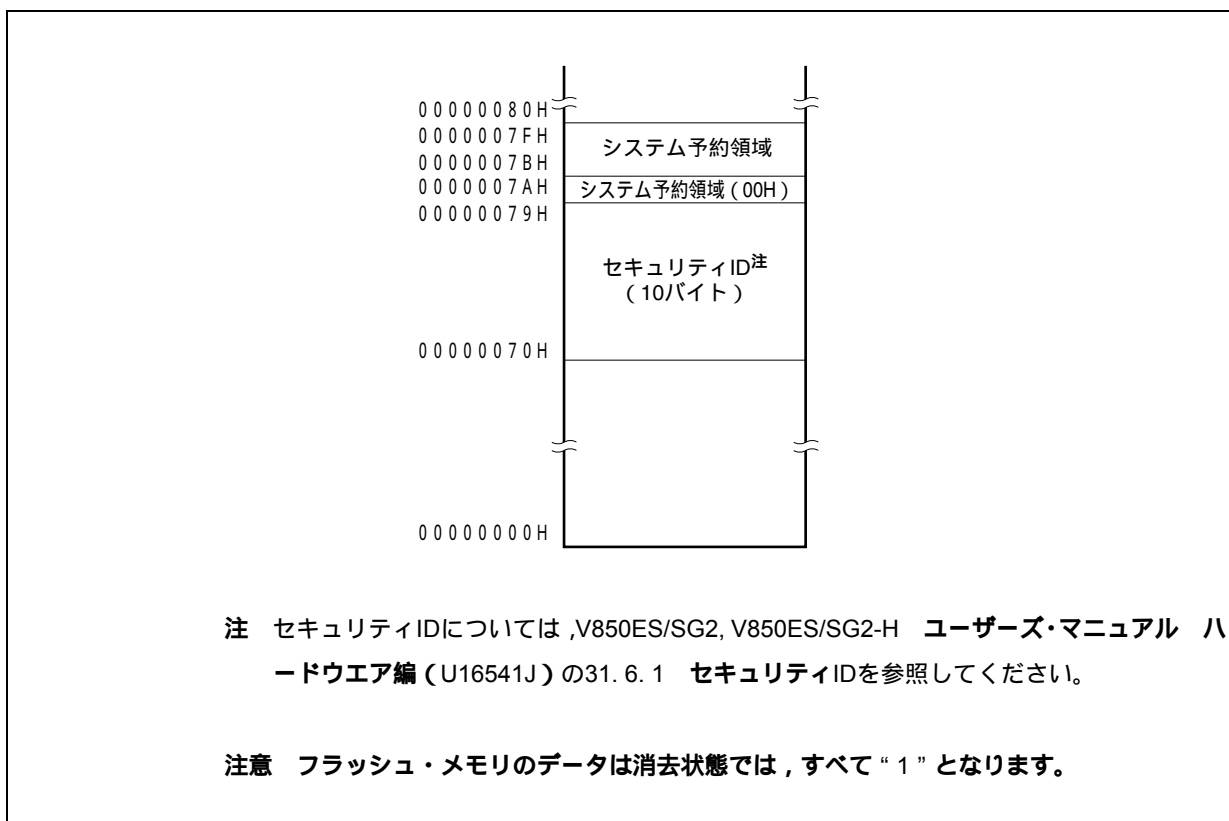 00000080H
0000007FH
システム予約領域
0000007BH
0000007AH
システム予約領域（00H）
00000079H
セキュリティID注
（10バイト）
00000070H
00000000H
注 セキュリティIDについては，V850ES/SG2, V850ES/SG2-H ユーザーズ・マニュアル ハ
ードウエア編（U16541J）の31. 6. 1 セキュリティIDを参照してください。
注意 フラッシュ・メモリのデータは消去状態では，すべて“1”となります。